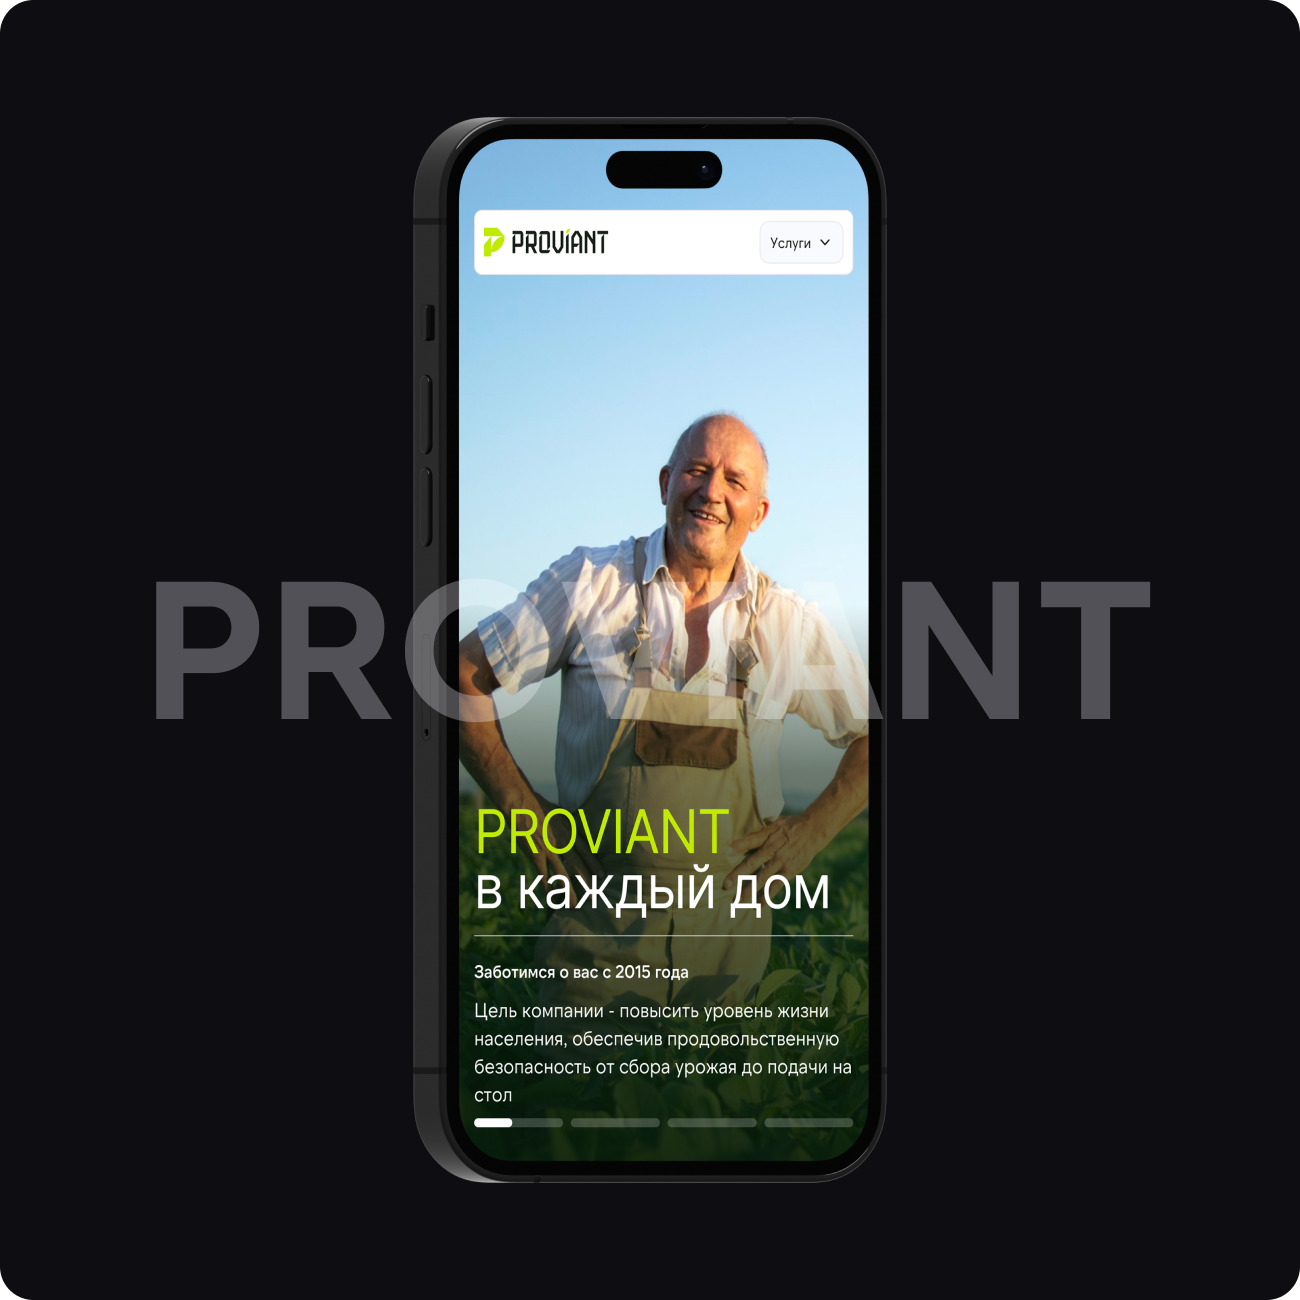 PROVIANT
Услуги
PROVIANT
PROVIANT
в каждый дом
Заботимся о вас с 2015 года
Цель компании - повысить уровень жизни
населения, обеспечив продовольственную
безопасность от сбора урожая до подачи на
стол